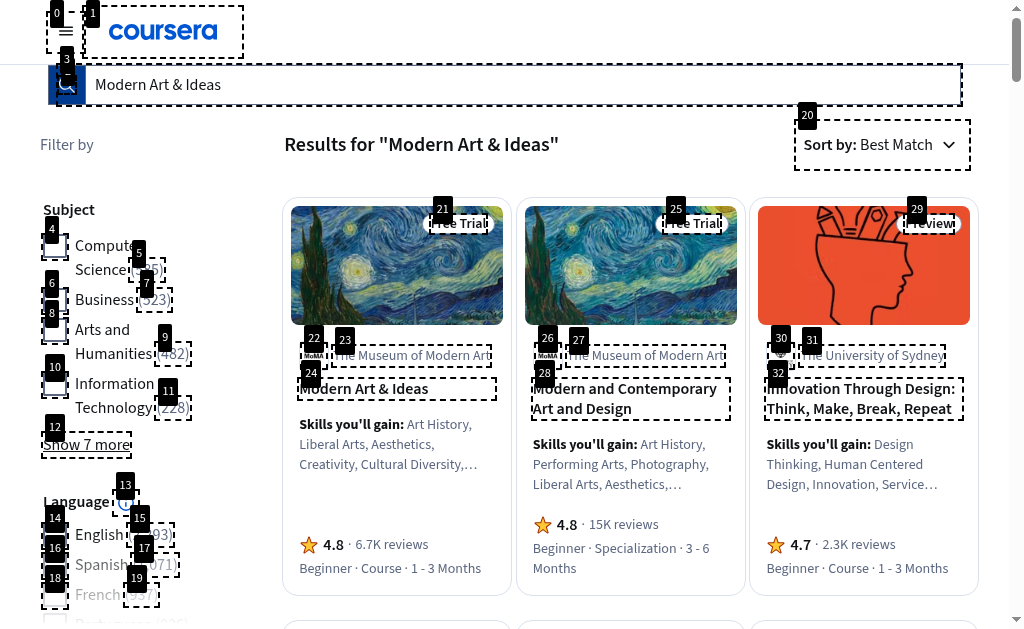 coursera
Modern Art & Ideas
Filter by
Results for "Modern Art & Ideas"
Sort by: Best Match
Subject
Science
Business (523)
Arts and
Humanities (482)
Information
Technology (228)
Show 7 more
Language
English
Spanish
French (937)
Free Trial
MoMA
The Museum of Modern Art
Modern Art & Ideas
Skills you'll gain: Art History,
Liberal Arts, Aesthetics,
Creativity, Cultural Diversity,…
4.8 · 6.7K reviews
Beginner · Course · 1 - 3 Months
Free Trial
MoMA
The Museum of Modern Art
Modern and Contemporary
Art and Design
Skills you'll gain: Art History,
Performing Arts, Photography,
Liberal Arts, Aesthetics,…
4.8 · 15K reviews
Beginner · Specialization · 3 - 6
Months
Preview
The University of Sydney
Innovation Through Design:
Think, Make, Break, Repeat
Skills you'll gain: Design
Thinking, Human Centered
Design, Innovation, Service…
4.7 · 2.3K reviews
Beginner · Course · 1 - 3 Months
0
1
3
4
5
6
7
8
9
10
11
12
13
14
15
16
17
18
19
20
21
22
23
24
25
26
27
28
29
30
31
32